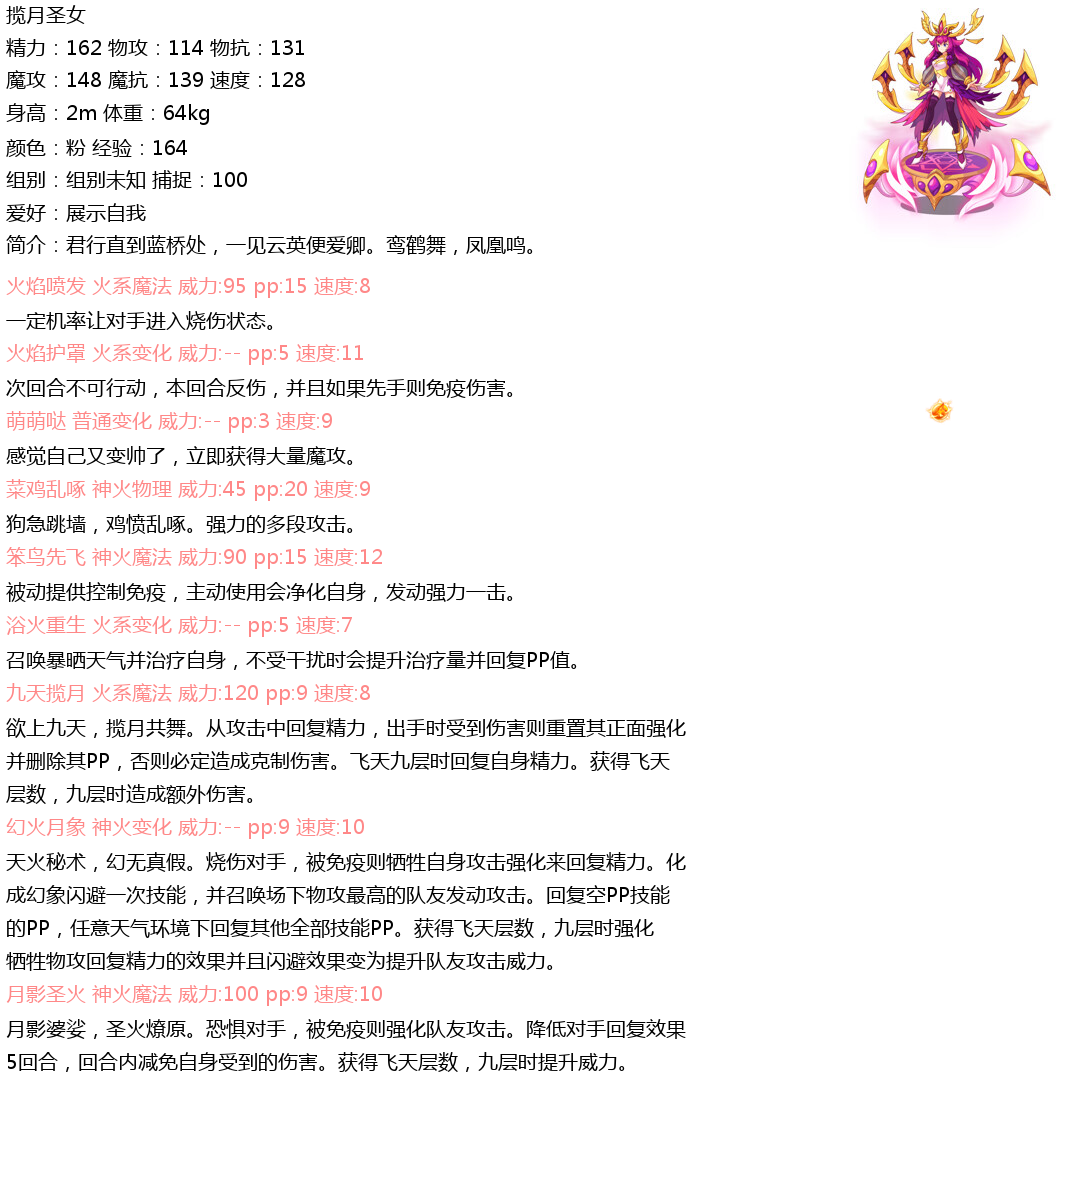 揽月圣女
精力：162 物攻：114 物抗：131
魔攻：148 魔抗：139 速度：128
身高：2m 体重：64kg
颜色：粉 经验：164
组别：组别未知 捕捉：100
爱好：展示自我
简介：君行直到蓝桥处，一见云英便爱卿。鸾鹤舞，凤凰鸣。
火焰喷发 火系魔法 威力:95 pp:15 速度:8
一定机率让对手进入烧伤状态。
火焰护罩 火系变化 威力:-- pp:5 速度:11
次回合不可行动，本回合反伤，并且如果先手则免疫伤害。
萌萌哒 普通变化 威力:-- pp:3 速度:9
感觉自己又变帅了，立即获得大量魔攻。
菜鸡乱啄 神火物理 威力:45 pp:20 速度:9
狗急跳墙，鸡愤乱啄。强力的多段攻击。
笨鸟先飞 神火魔法 威力:90 pp:15 速度:12
被动提供控制免疫，主动使用会净化自身，发动强力一击。
浴火重生 火系变化 威力:-- pp:5 速度:7
召唤暴晒天气并治疗自身，不受干扰时会提升治疗量并回复PP值。
九天揽月 火系魔法 威力:120 pp:9 速度:8
欲上九天，揽月共舞。从攻击中回复精力，出手时受到伤害则重置其正面强化
并删除其PP，否则必定造成克制伤害。飞天九层时回复自身精力。获得飞天
层数，九层时造成额外伤害。
幻火月象 神火变化 威力:-- pp:9 速度:10
天火秘术，幻无真假。烧伤对手，被免疫则牺牲自身攻击强化来回复精力。化
成幻象闪避一次技能，并召唤场下物攻最高的队友发动攻击。回复空PP技能
的PP，任意天气环境下回复其他全部技能PP。获得飞天层数，九层时强化
牺牲物攻回复精力的效果并且闪避效果变为提升队友攻击威力。
月影圣火 神火魔法 威力:100 pp:9 速度:10
月影婆娑，圣火燎原。恐惧对手，被免疫则强化队友攻击。降低对手回复效果
5回合，回合内减免自身受到的伤害。获得飞天层数，九层时提升威力。